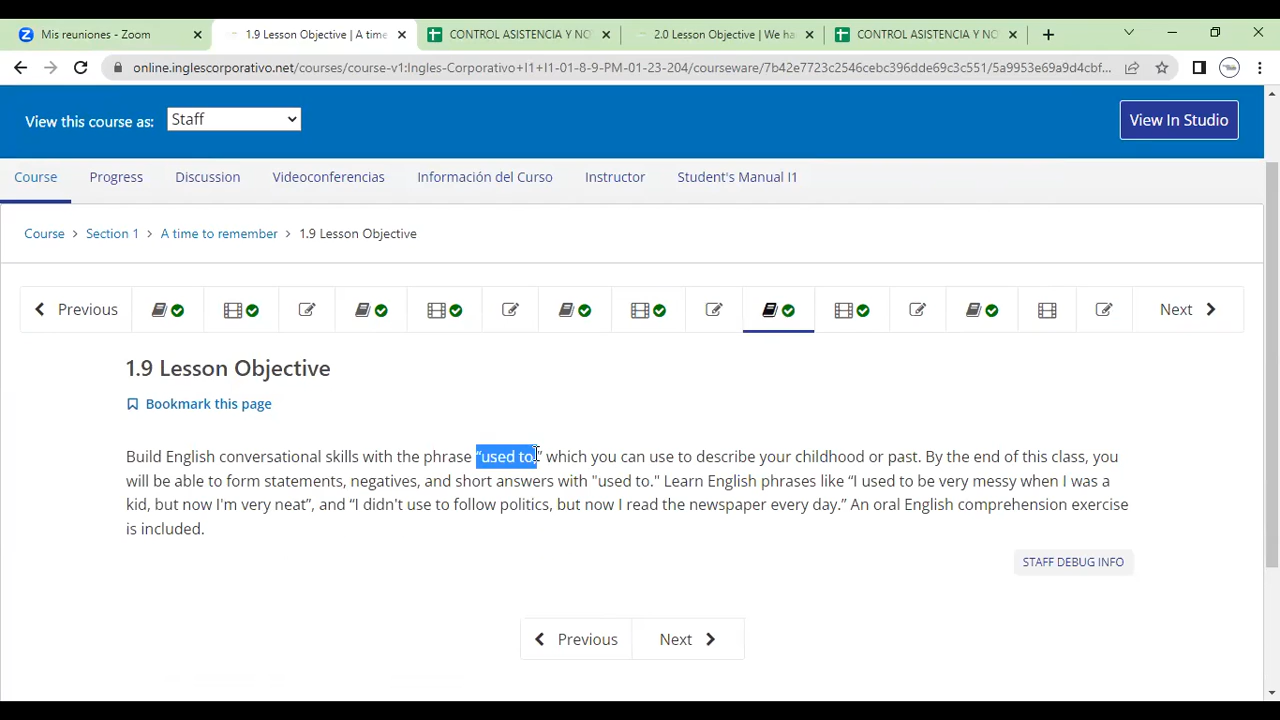 Mis reuniones - Zoom
1.9 Lesson Objective | A time
CONTROL ASISTENCIA Y NO
2.0 Lesson Objective | We ha
CONTROL ASISTENCIA Y NO
online.inglescorporativo.net/courses/course-v1:Ingles-Corporativo+I1+I1-01-8-9-PM-01-23-204/courseware/7b42e7723c2546cebc396dde69c3c551/5a9953e69a9d4cbf...
View this course as:
Staff
View In Studio
Course
Progress
Discussion
Videoconferencias
Información del Curso
Instructor
Student's Manual I1
Course > Section 1 > A time to remember > 1.9 Lesson Objective
Previous
Next
1.9 Lesson Objective
Bookmark this page
Build English conversational skills with the phrase “used to,” which you can use to describe your childhood or past. By the end of this class, you
will be able to form statements, negatives, and short answers with "used to." Learn English phrases like “I used to be very messy when I was a
kid, but now I'm very neat”, and “I didn't use to follow politics, but now I read the newspaper every day.” An oral English comprehension exercise
is included.
STAFF DEBUG INFO
Previous
Next